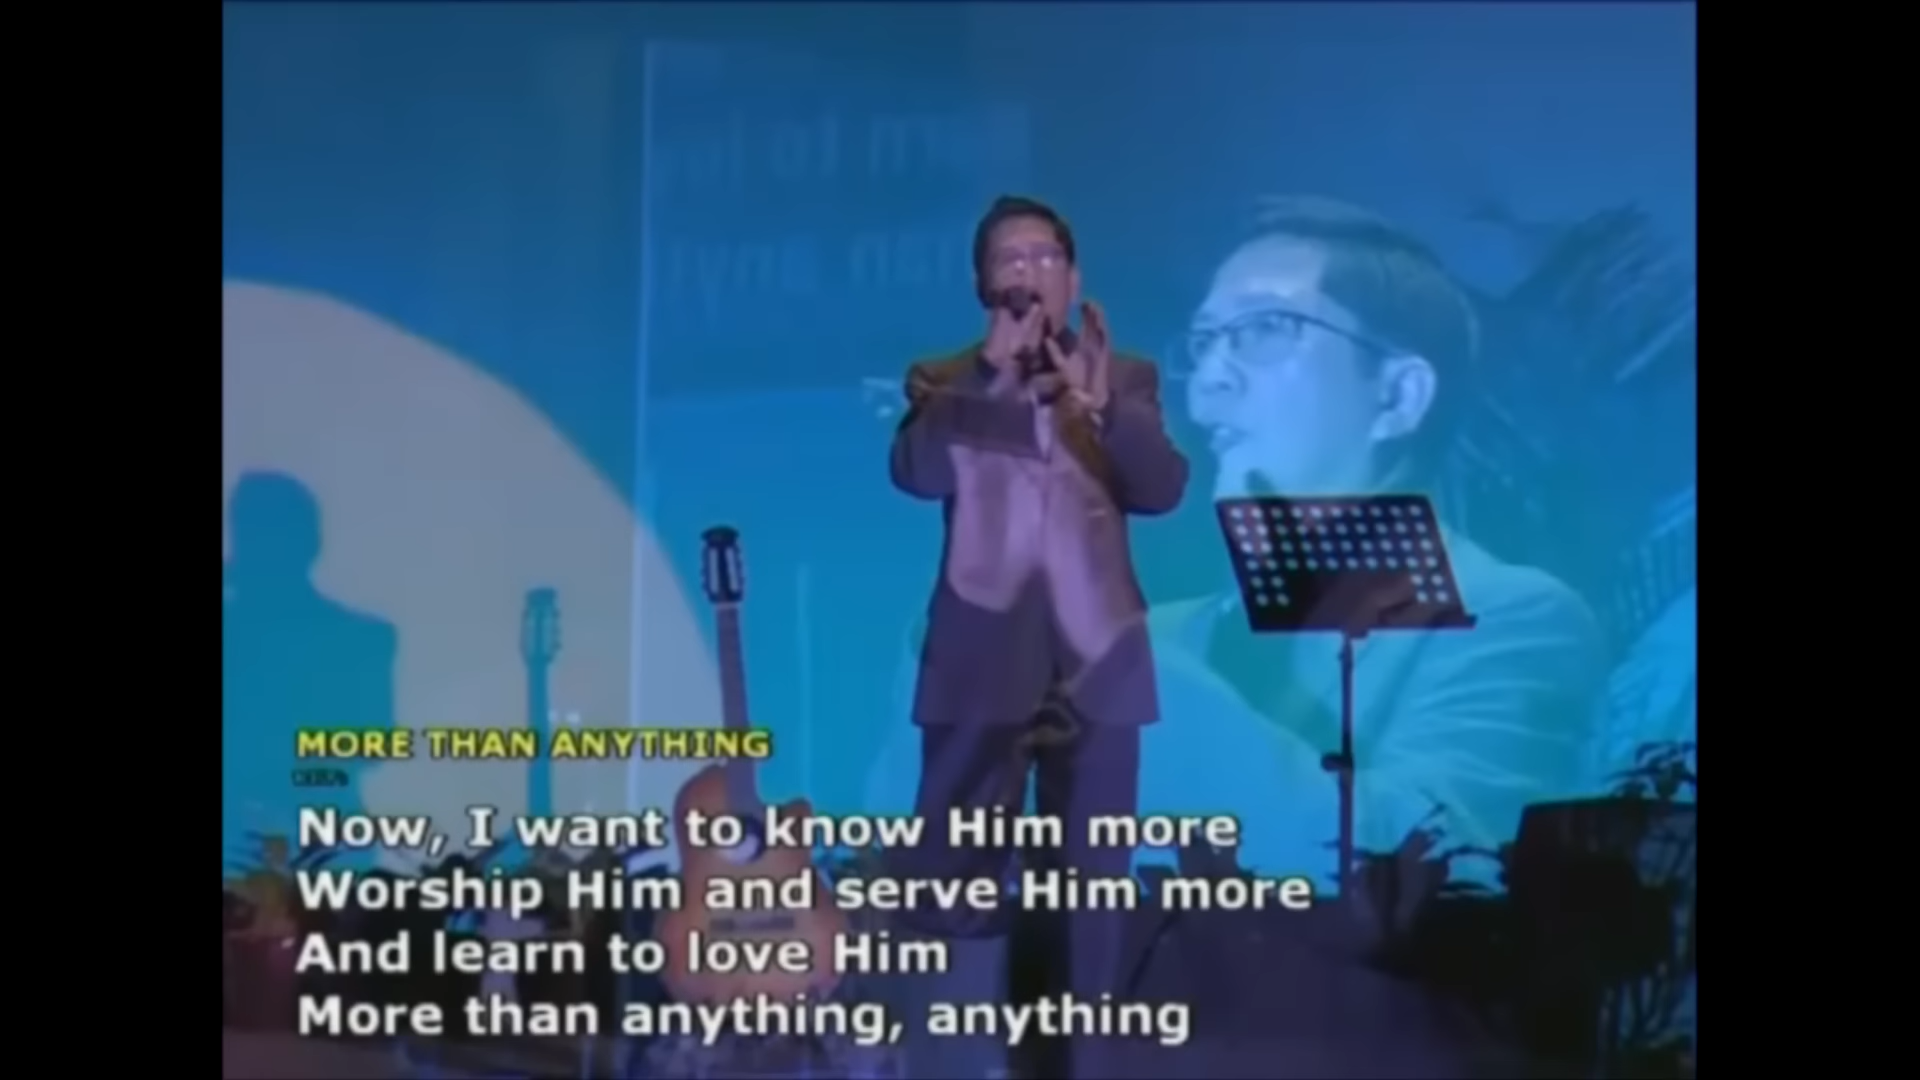 MORE THAN ANYTHING
Now, I want to know Him more
Worship Him and serve Him more
And learn to love Him
More than anything, anything